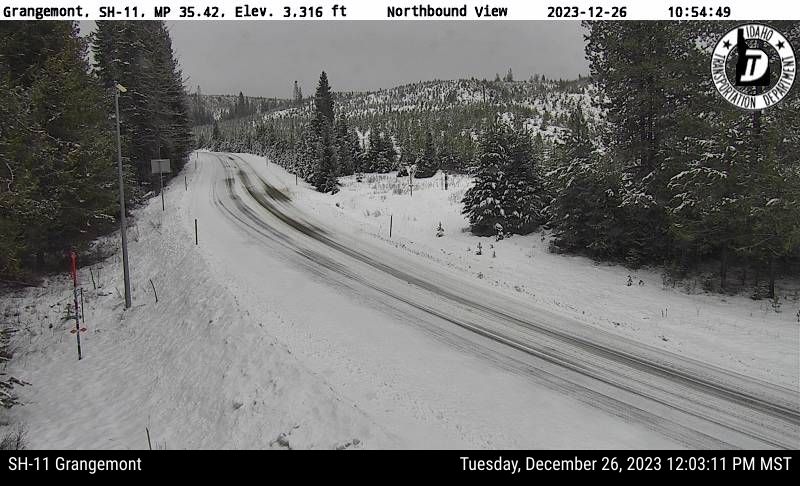 Grangemont, SH-11, MP 35.42, Elev. 3,316 ft Northbound View 2023-12-26 10:54:49
IDAHO
TRANSPORTATION DEPARTMENT
SH-11 Grangemont Tuesday, December 26, 2023 12:03:11 PM MST